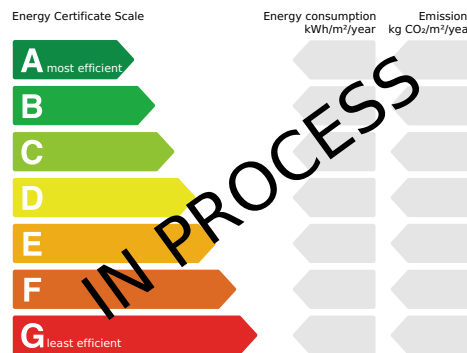 Energy Certificate Scale
Energy consumption
kWh/m²/year
Emission
kg CO₂/m²/year
A most efficient
B
C
D
E
F
G least efficient
IN PROCESS